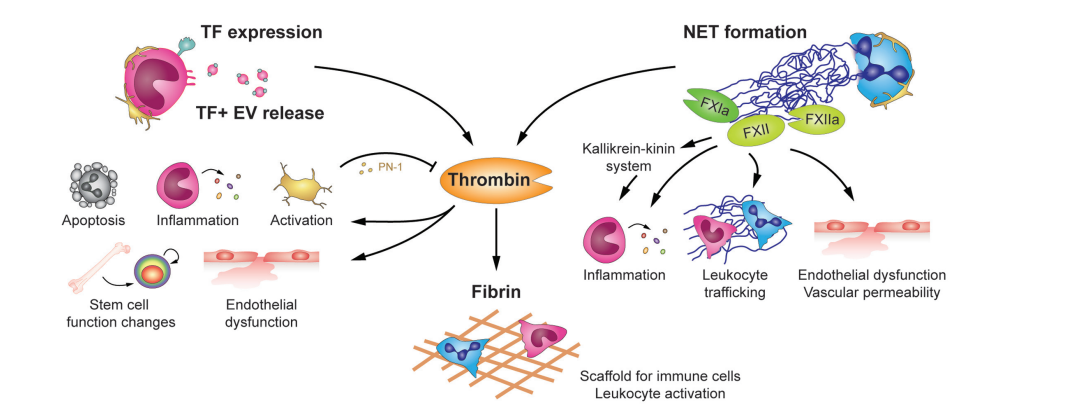 TF expression
TF+ EV release
NET formation
FXIa
FXII
FXIIa
Kallikrein-kinin
system
PN-1
Thrombin
Apoptosis
Inflammation
Activation
Stem cell
function changes
Endothelial
dysfunction
Fibrin
Scaffold for immune cells
Leukocyte activation
Inflammation
Leukocyte
trafficking
Endothelial dysfunction
Vascular permeability